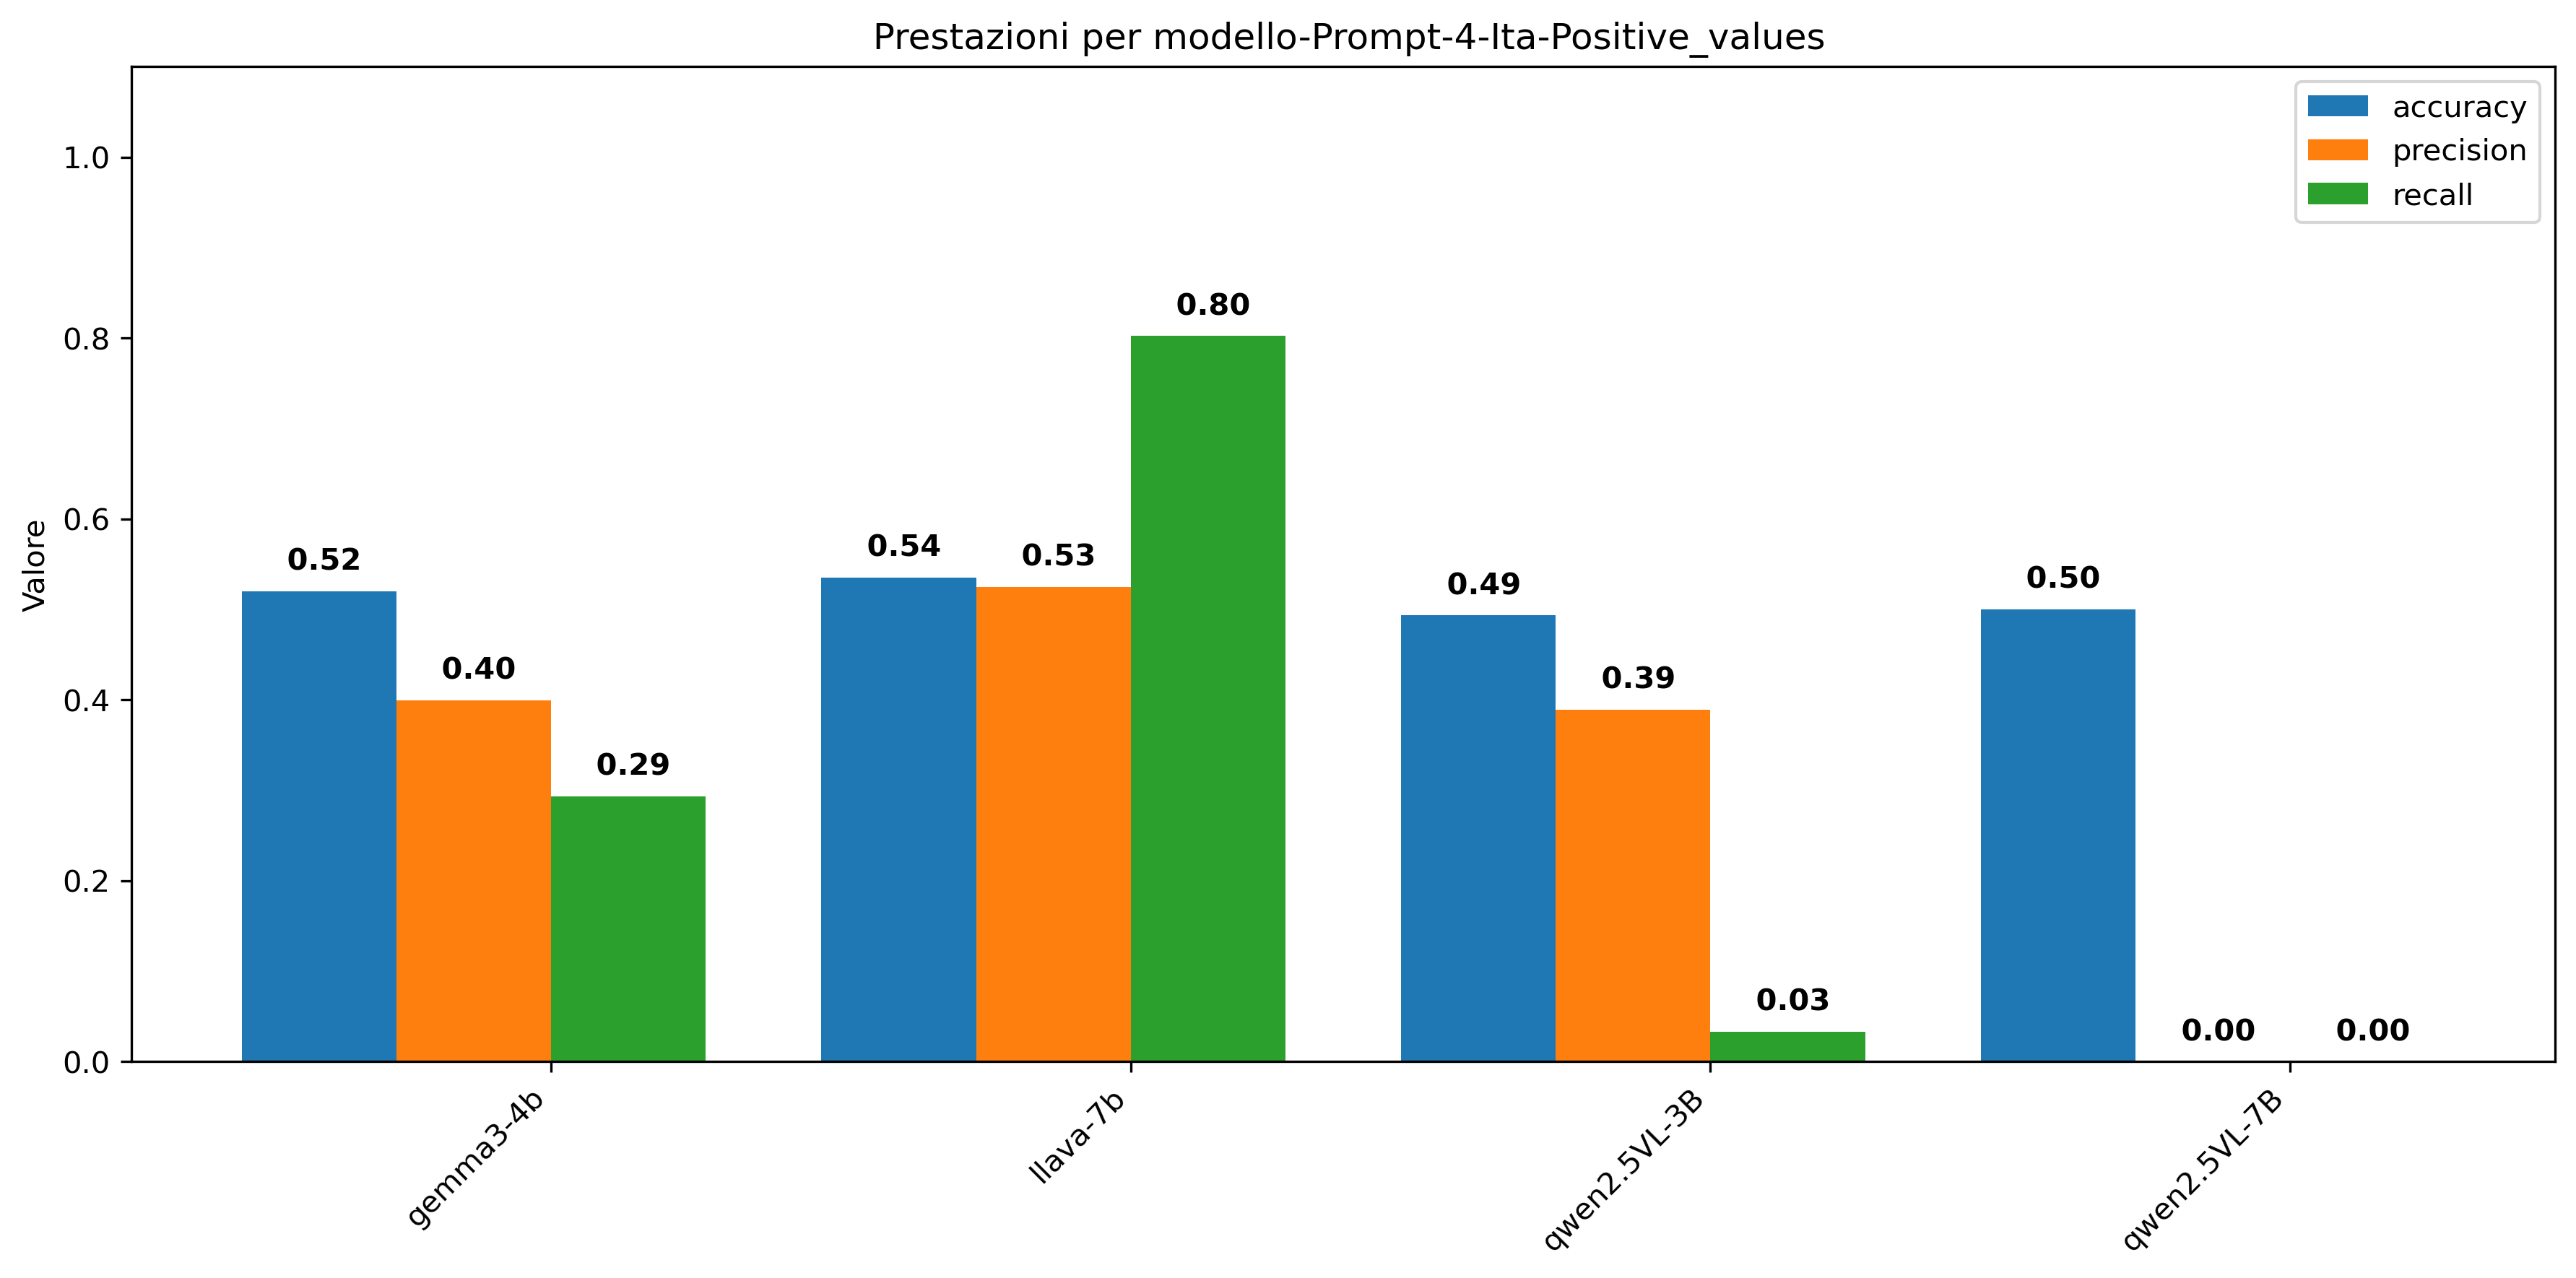 Prestazioni per modello-Prompt-4-Ita-Positive_values
accuracy
precision
recall
Valore
1.0
0.8
0.6
0.4
0.2
0.0
0.52
0.40
0.29
0.54
0.53
0.80
0.49
0.39
0.03
0.50
0.00
0.00
gemma3-4b
llava-7b
qwen2.5VL-3B
qwen2.5VL-7B